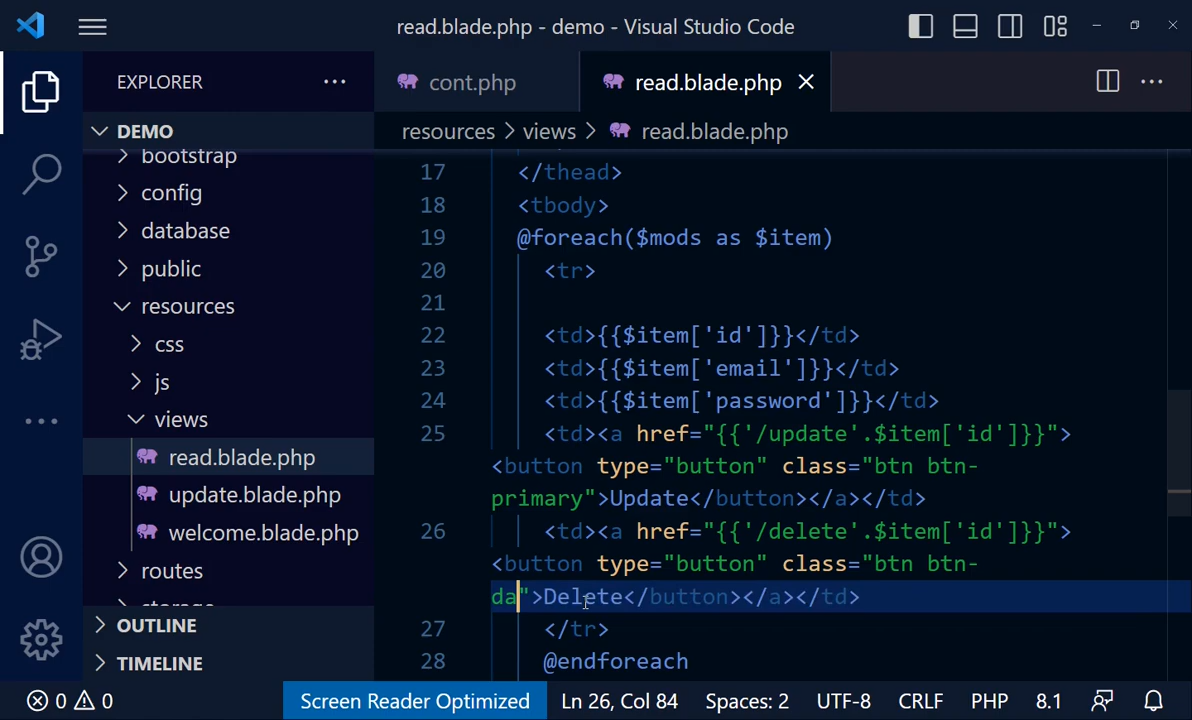 read.blade.php - demo - Visual Studio Code
EXPLORER
cont.php
read.blade.php
DEMO
resources > views > read.blade.php
bootstrap
config
database
public
resources
css
js
views
read.blade.php
update.blade.php
welcome.blade.php
routes
storage
OUTLINE
TIMELINE
17 </thead>
18 <tbody>
19 @foreach($mods as $item)
20 <tr>
21
22 <td>{{$item['id']}}</td>
23 <td>{{$item['email']}}</td>
24 <td>{{$item['password']}}</td>
25 <td><a href="{{'/update'.$item['id']}}">
<button type="button" class="btn btn-
primary">Update</button></a></td>
26 <td><a href="{{'/delete'.$item['id']}}">
<button type="button" class="btn btn-
da">Delete</button></a></td>
27 </tr>
28 @endforeach
0 0
Screen Reader Optimized
Ln 26, Col 84
Spaces: 2
UTF-8
CRLF
PHP
8.1